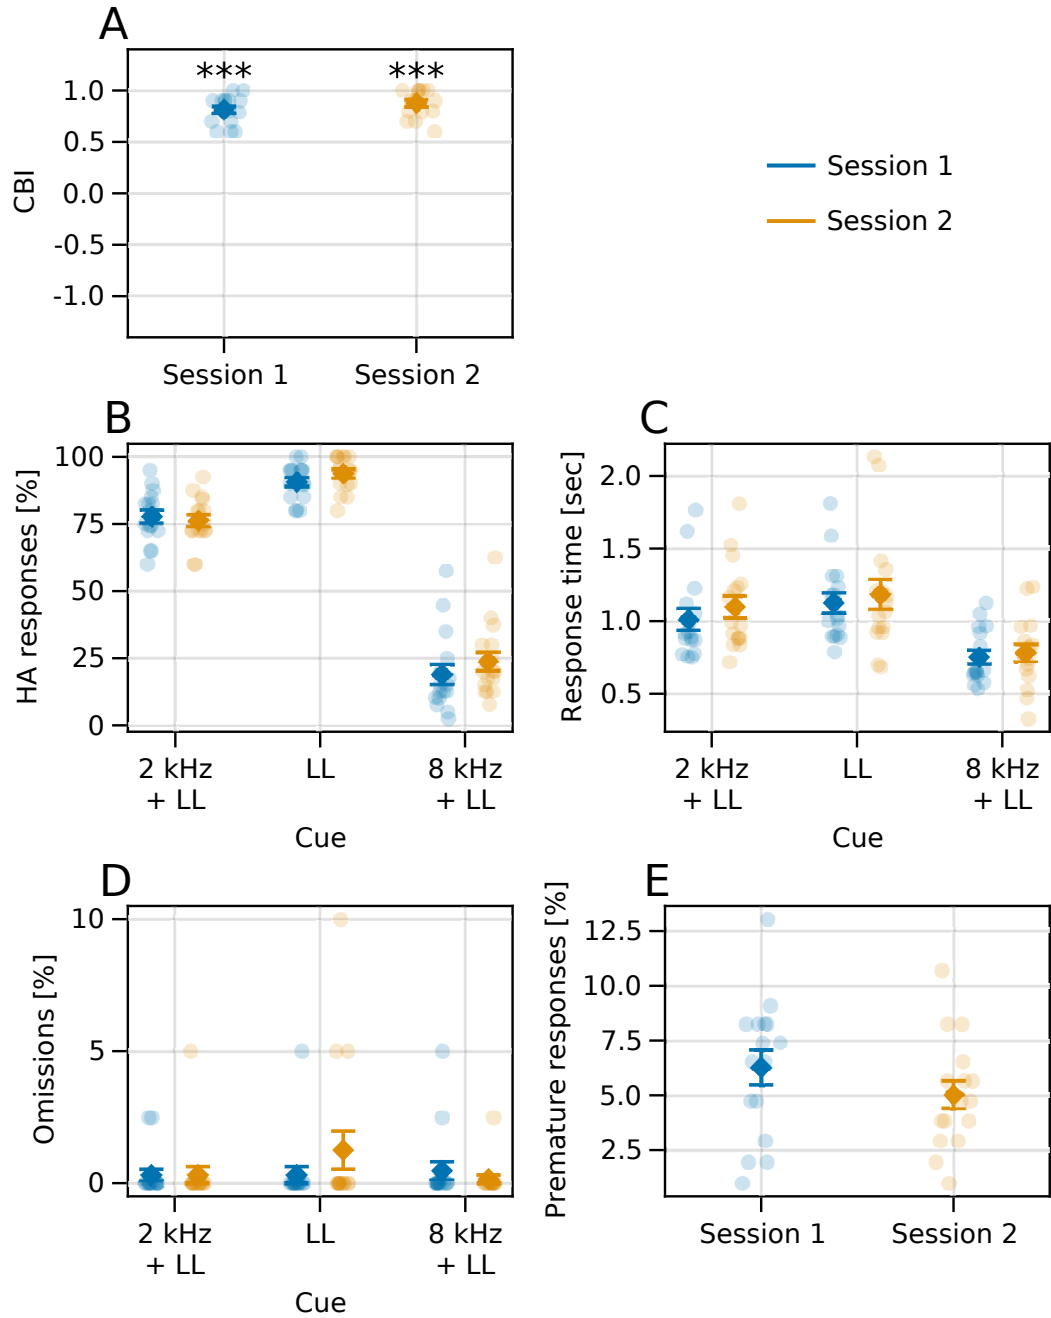 A
***
***
1.0
0.5
0.0
-0.5
-1.0
CBI
Session 1
Session 2
Session 1
Session 2
B
100
75
50
25
0
HA responses [%]
2 kHz
+ LL
LL
8 kHz
+ LL
Cue
C
2.0
1.5
1.0
0.5
Response time [sec]
2 kHz
+ LL
LL
8 kHz
+ LL
Cue
D
10
5
0
Omissions [%]
2 kHz
+ LL
LL
8 kHz
+ LL
Cue
E
12.5
10.0
7.5
5.0
2.5
Premature responses [%]
Session 1
Session 2